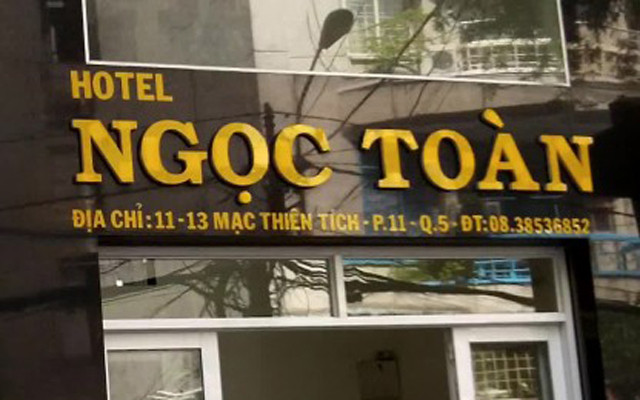 HOTEL
NGỌC TOÀN
ĐỊA CHỈ: 11 - 13 MẠC THIÊN TÍCH - P.11 - Q.5 - ĐT: 08.38536852